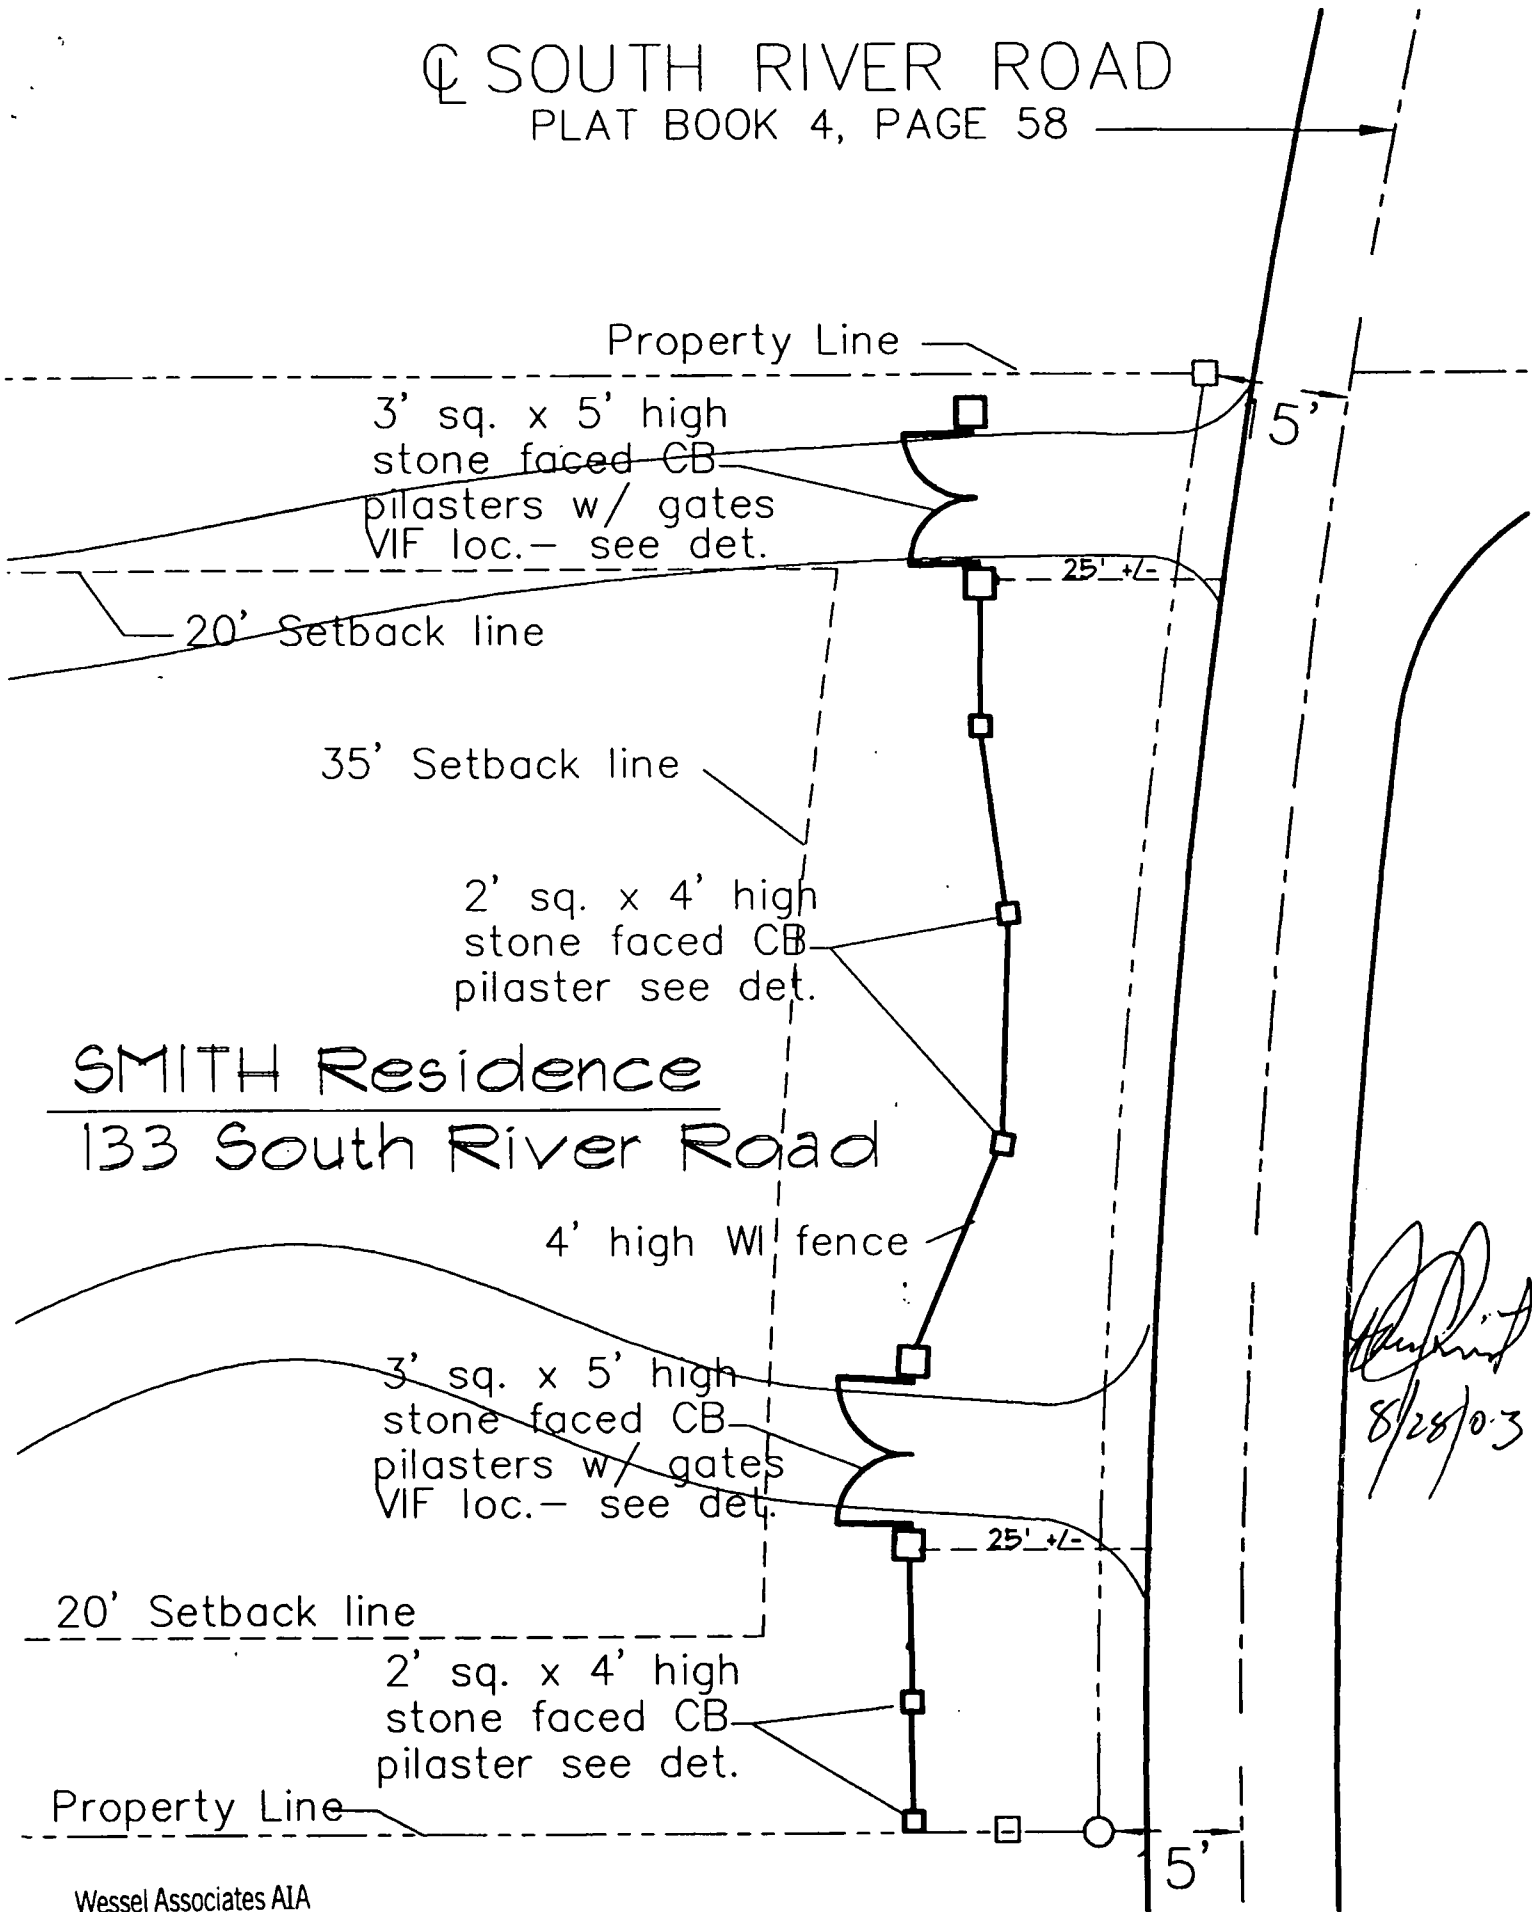 ℄ SOUTH RIVER ROAD
PLAT BOOK 4, PAGE 58
Property Line
5'
3' sq. x 5' high
stone faced CB
pilasters w/ gates
VIF loc.- see det.
25' +/-
20' Setback line
35' Setback line
2' sq. x 4' high
stone faced CB
pilaster see det.
SMITH Residence
133 South River Road
4' high WI fence
3' sq. x 5' high
stone faced CB
pilasters w/ gates
VIF loc.- see det.
8/28/03
25' +/-
20' Setback line
2' sq. x 4' high
stone faced CB
pilaster see det.
Property Line
5'
Wessel Associates AIA